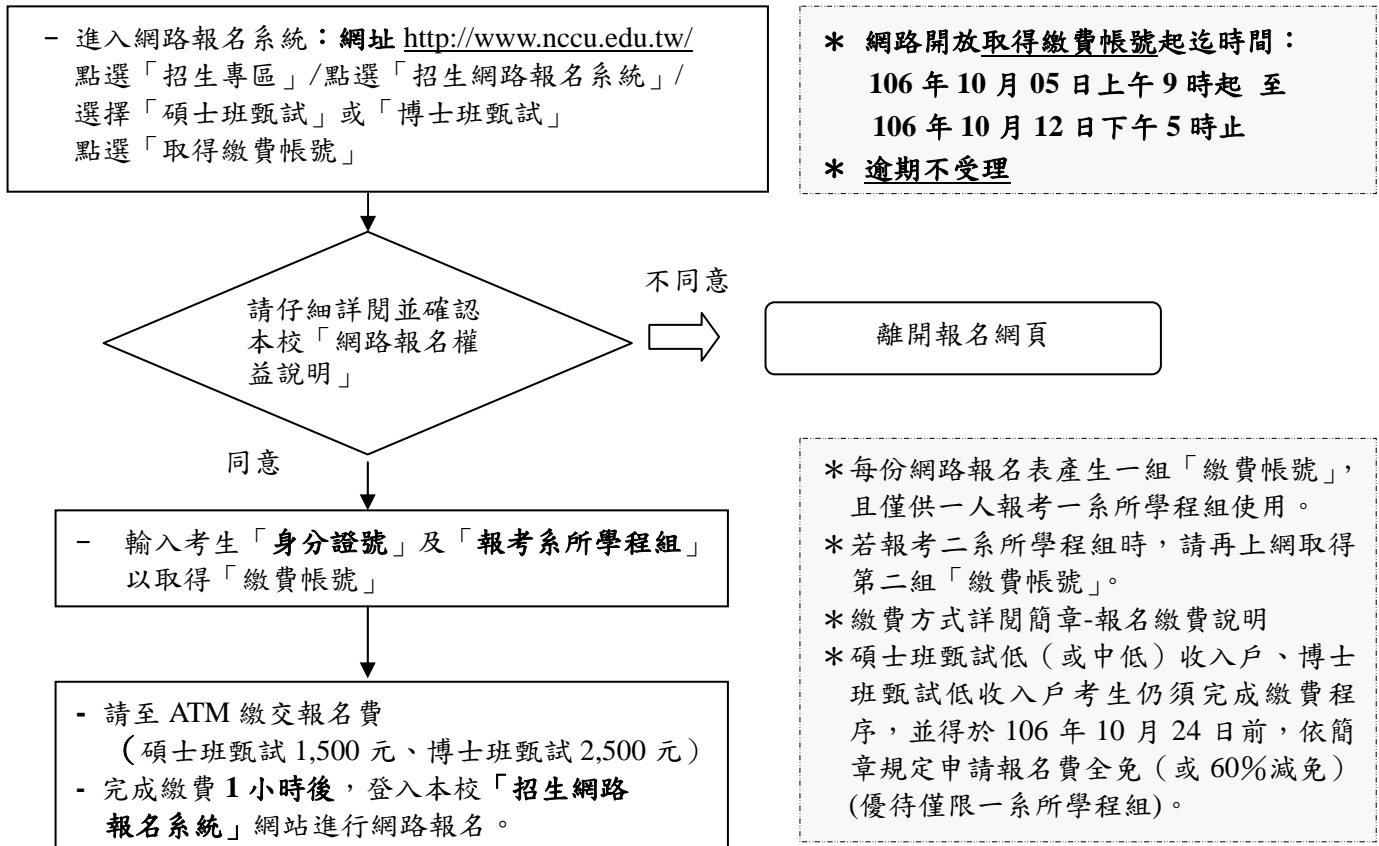 - 進入網路報名系統：網址 http://www.nccu.edu.tw/
點選「招生專區」/點選「招生網路報名系統」/
選擇「碩士班甄試」或「博士班甄試」
點選「取得繳費帳號」
＊ 網路開放取得繳費帳號起迄時間：
106 年 10 月 05 日上午 9 時起 至
106 年 10 月 12 日下午 5 時止
＊ 逾期不受理
請仔細詳閱並確認
本校「網路報名權
益說明」
不同意
離開報名網頁
同意
- 輸入考生「身分證號」及「報考系所學程組」
以取得「繳費帳號」
- 請至 ATM 繳交報名費
（碩士班甄試 1,500 元、博士班甄試 2,500 元）
- 完成繳費 1 小時後，登入本校「招生網路
報名系統」網站進行網路報名。
＊每份網路報名表產生一組「繳費帳號」，
且僅供一人報考一系所學程組使用。
＊若報考二系所學程組時，請再上網取得
第二組「繳費帳號」。
＊繳費方式詳閱簡章-報名繳費說明
＊碩士班甄試低（或中低）收入戶、博士
班甄試低收入戶考生仍須完成繳費程
序，並得於 106 年 10 月 24 日前，依簡
章規定申請報名費全免（或 60％減免）
(優待僅限一系所學程組)。